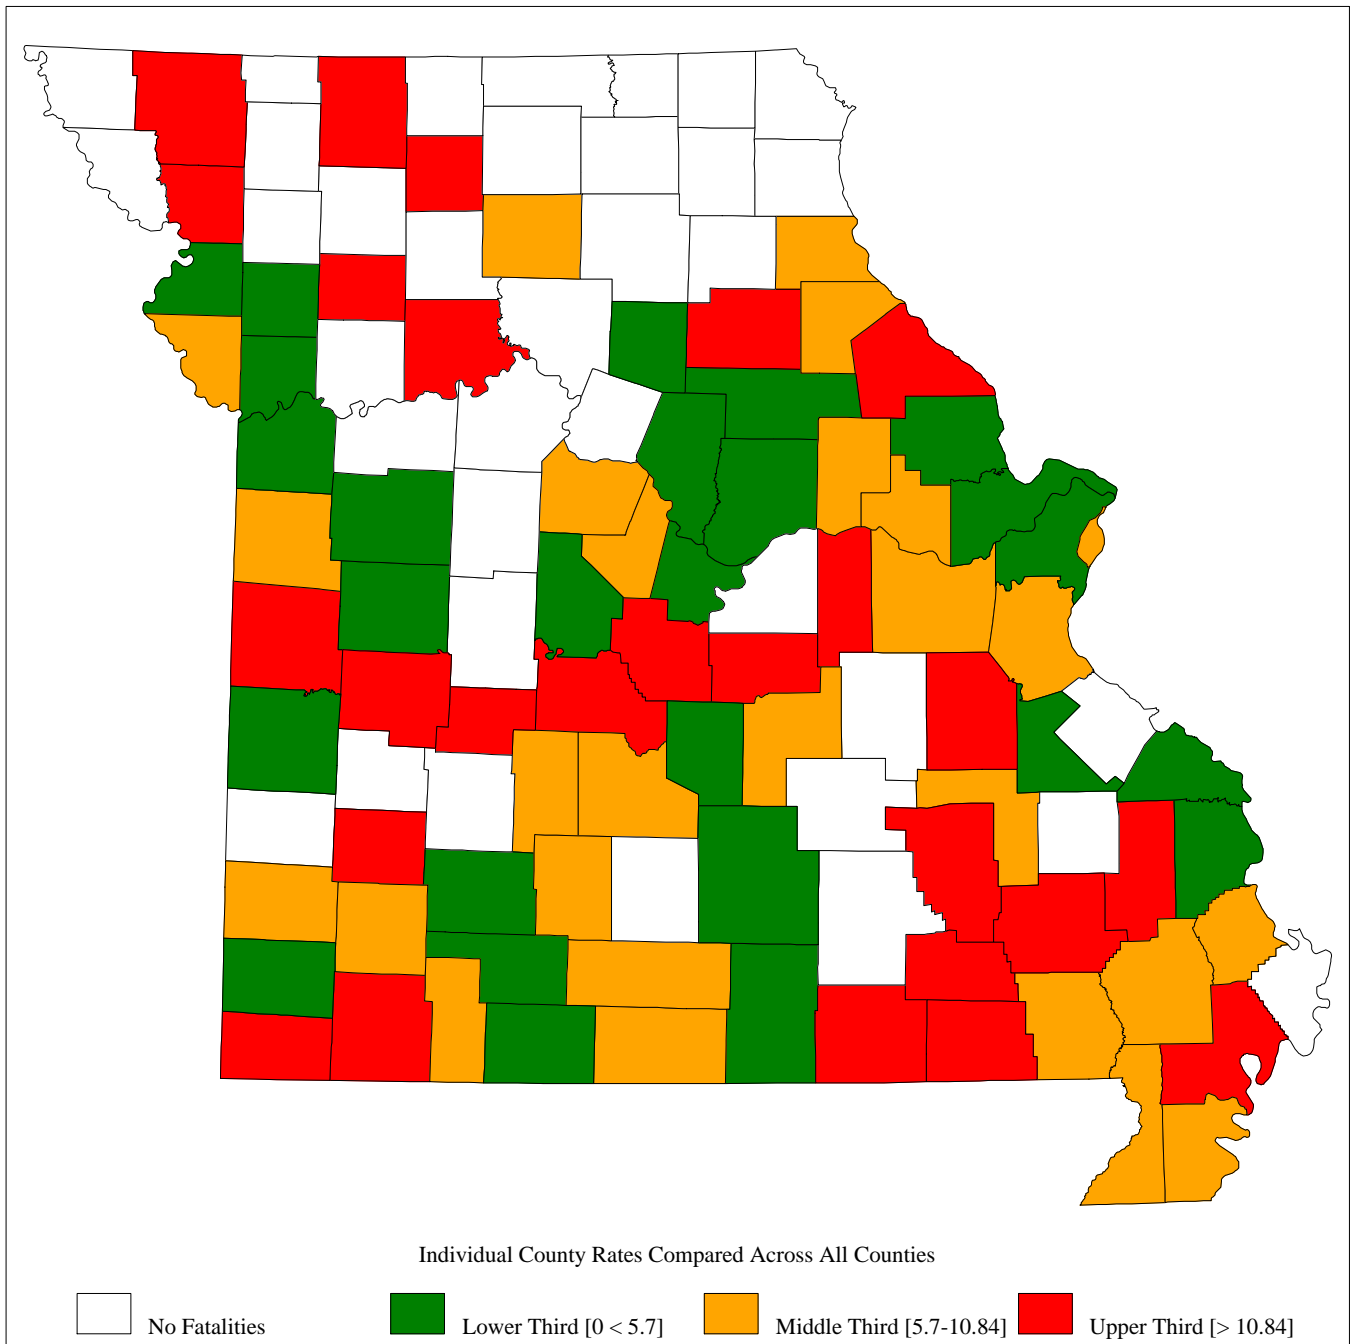 Individual County Rates Compared Across All Counties
No Fatalities
Lower Third [0 < 5.7]
Middle Third [5.7-10.84]
Upper Third [> 10.84]